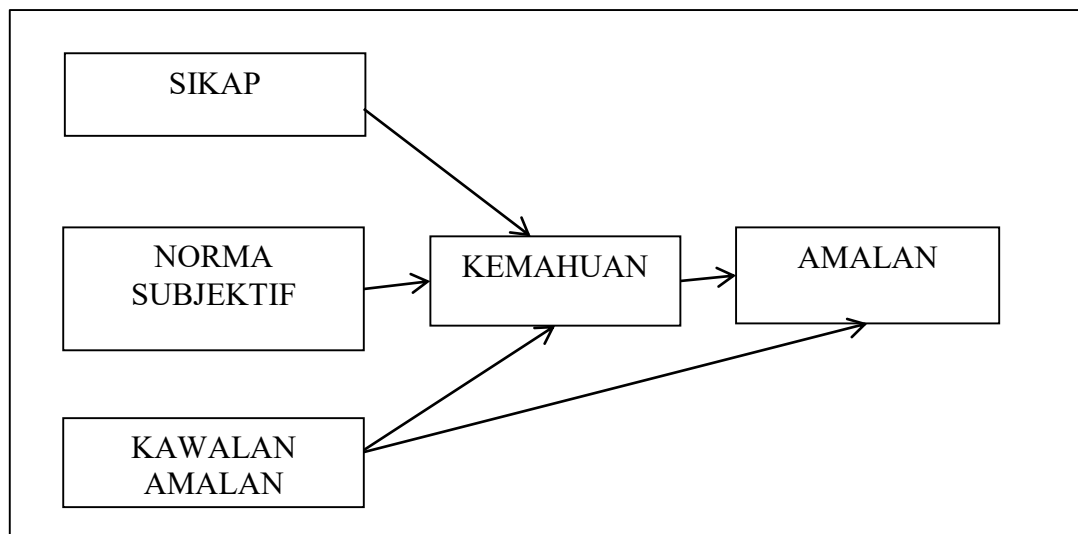 SIKAP
NORMA
SUBJEKTIF
KEMAHUAN
AMALAN
KAWALAN
AMALAN